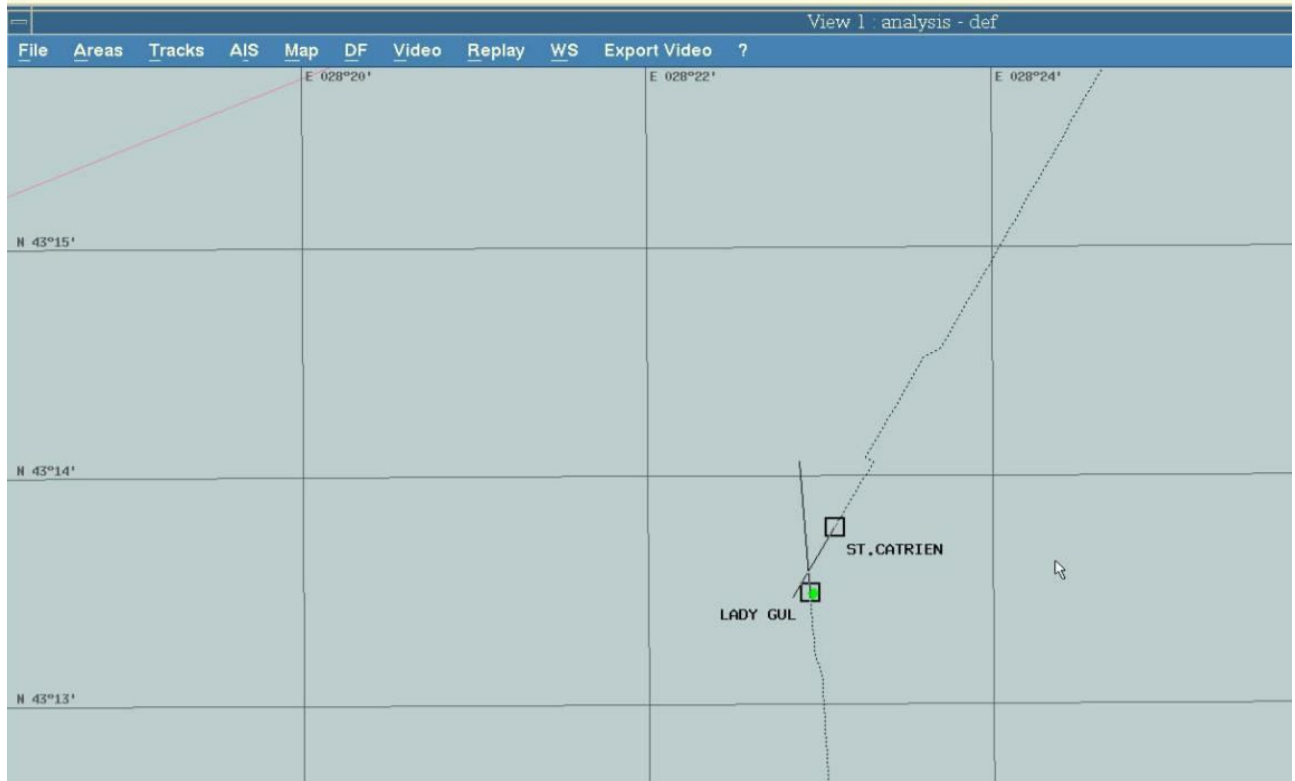 View 1 : analysis - def
File Areas Tracks AIS Map DF Video Replay WS Export Video ?
E 028°20' E 028°22' E 028°24'
N 43°15'
N 43°14'
ST.CATRIEN
LADY GUL
N 43°13'